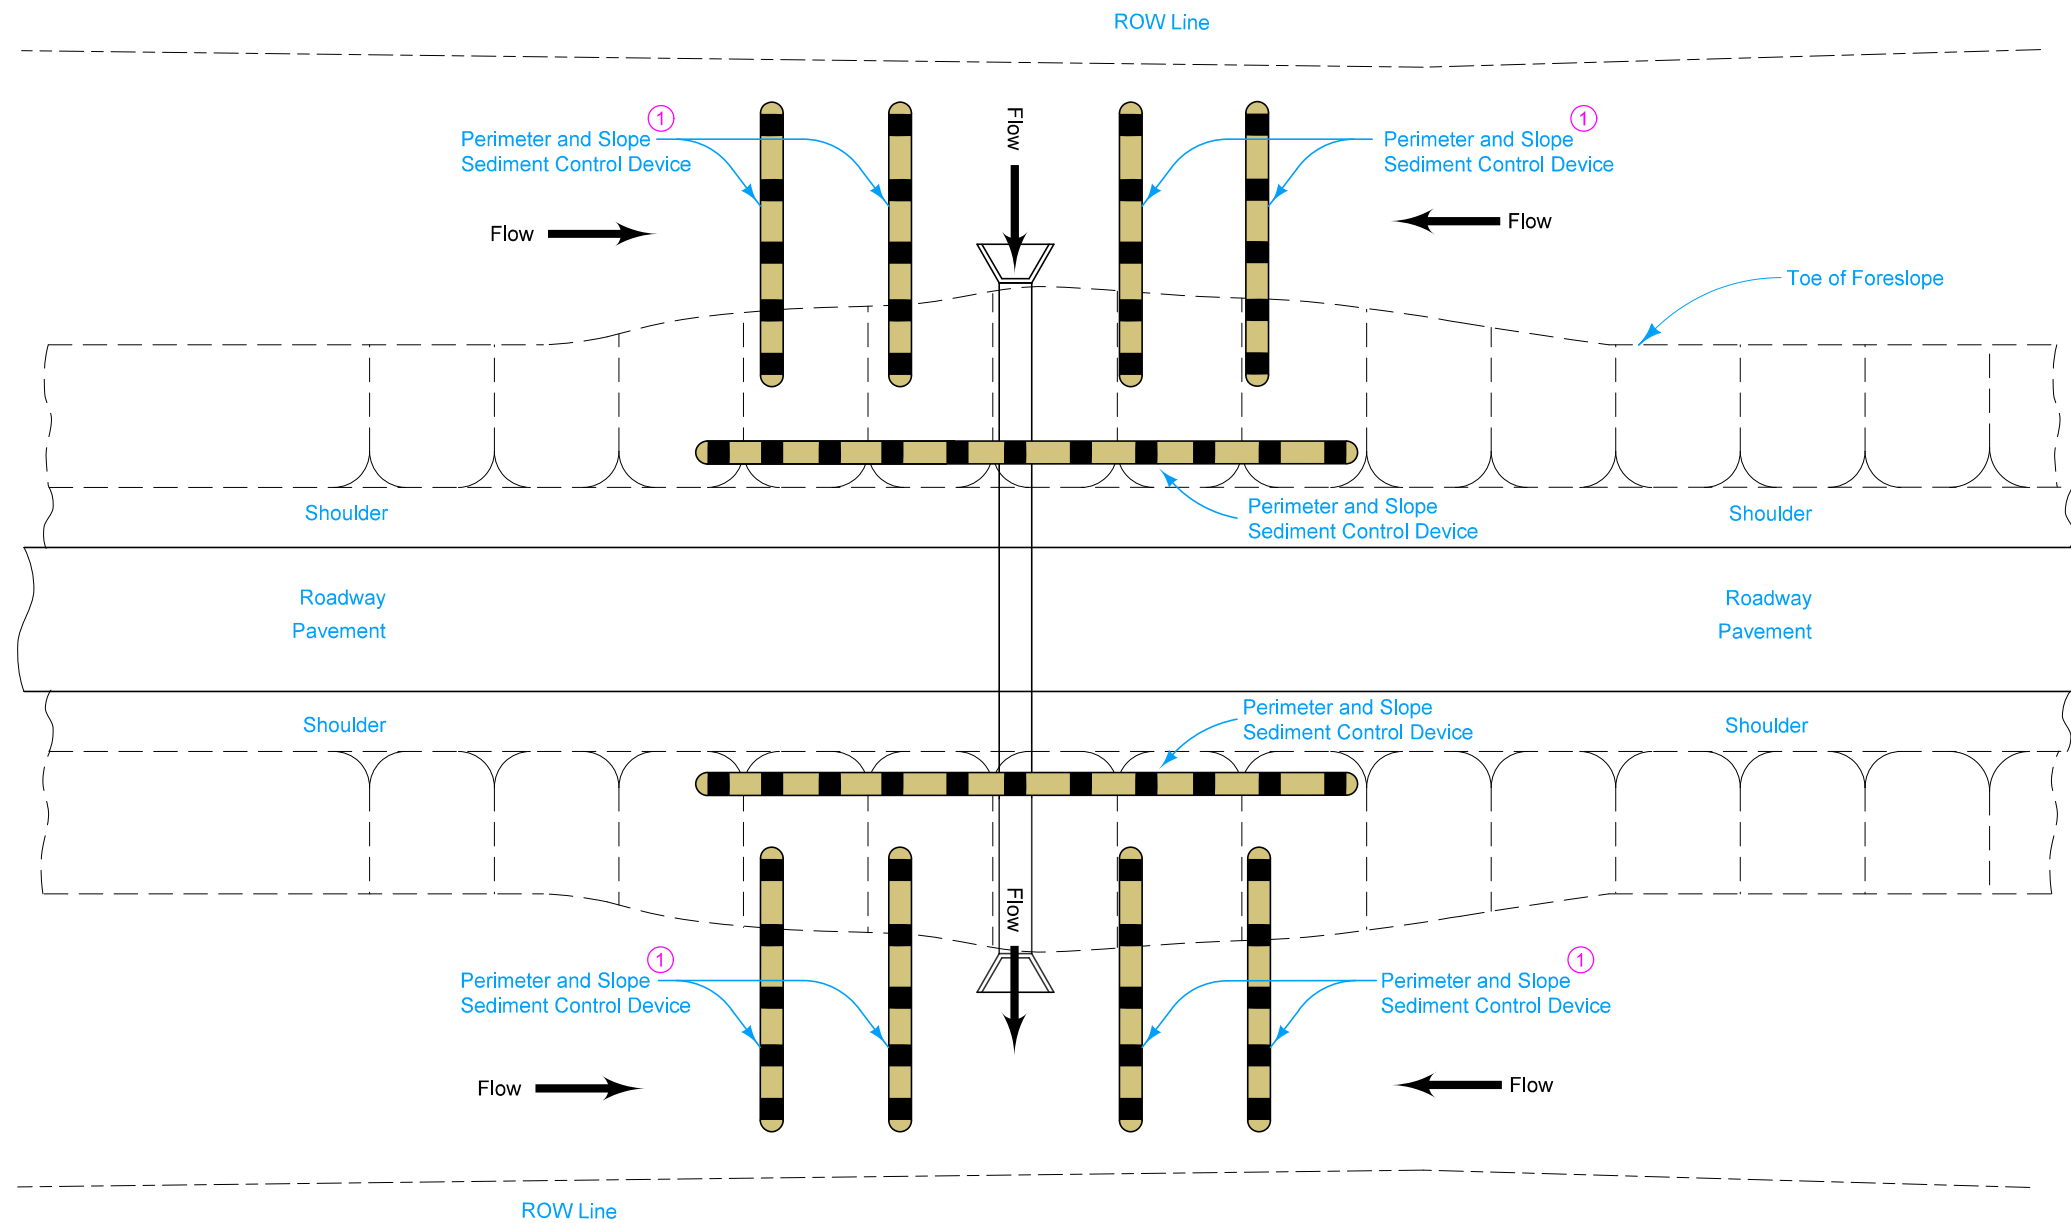 ROW Line
Flow
1
Perimeter and Slope
Sediment Control Device
1
Perimeter and Slope
Sediment Control Device
Flow
Flow
Toe of Foreslope
Perimeter and Slope
Sediment Control Device
Shoulder
Shoulder
Roadway
Pavement
Roadway
Pavement
Perimeter and Slope
Sediment Control Device
Shoulder
Shoulder
Flow
1
Perimeter and Slope
Sediment Control Device
1
Perimeter and Slope
Sediment Control Device
Flow
Flow
ROW Line